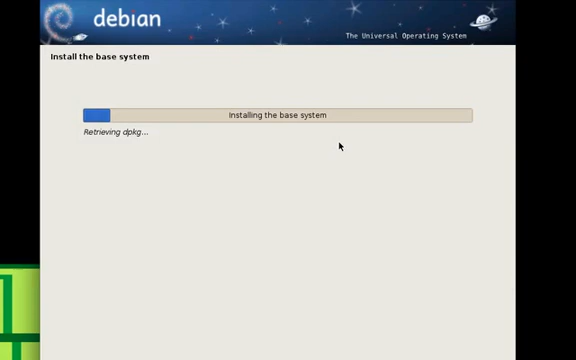 debian
The Universal Operating System
Install the base system
Installing the base system
Retrieving dpkg...